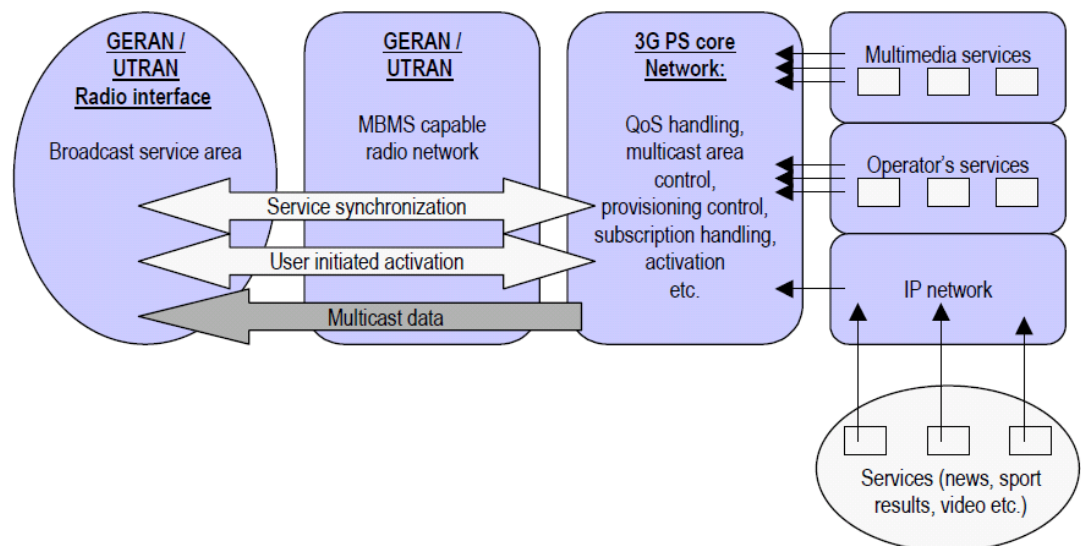 GERAN /
UTRAN
Radio interface
Broadcast service area
GERAN /
UTRAN
MBMS capable
radio network
3G PS core
Network:
QoS handling,
multicast area
control,
provisioning control,
subscription handling,
activation
etc.
Service synchronization
User initiated activation
Multicast data
Multimedia services
Operator's services
IP network
Services (news, sport
results, video etc.)